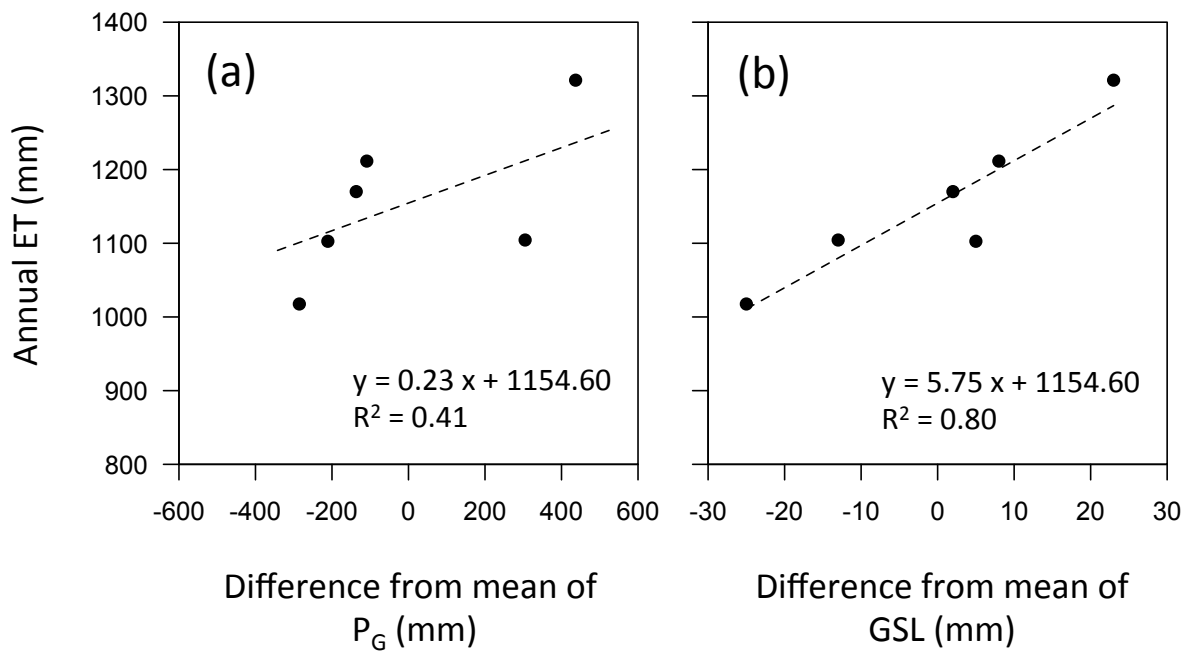 Annual ET (mm)
1400
1300
1200
1100
1000
900
800
(a)
y = 0.23 x + 1154.60
R² = 0.41
-600 -400 -200 0 200 400 600
Difference from mean of
P_G (mm)
(b)
y = 5.75 x + 1154.60
R² = 0.80
-30 -20 -10 0 10 20 30
Difference from mean of
GSL (mm)